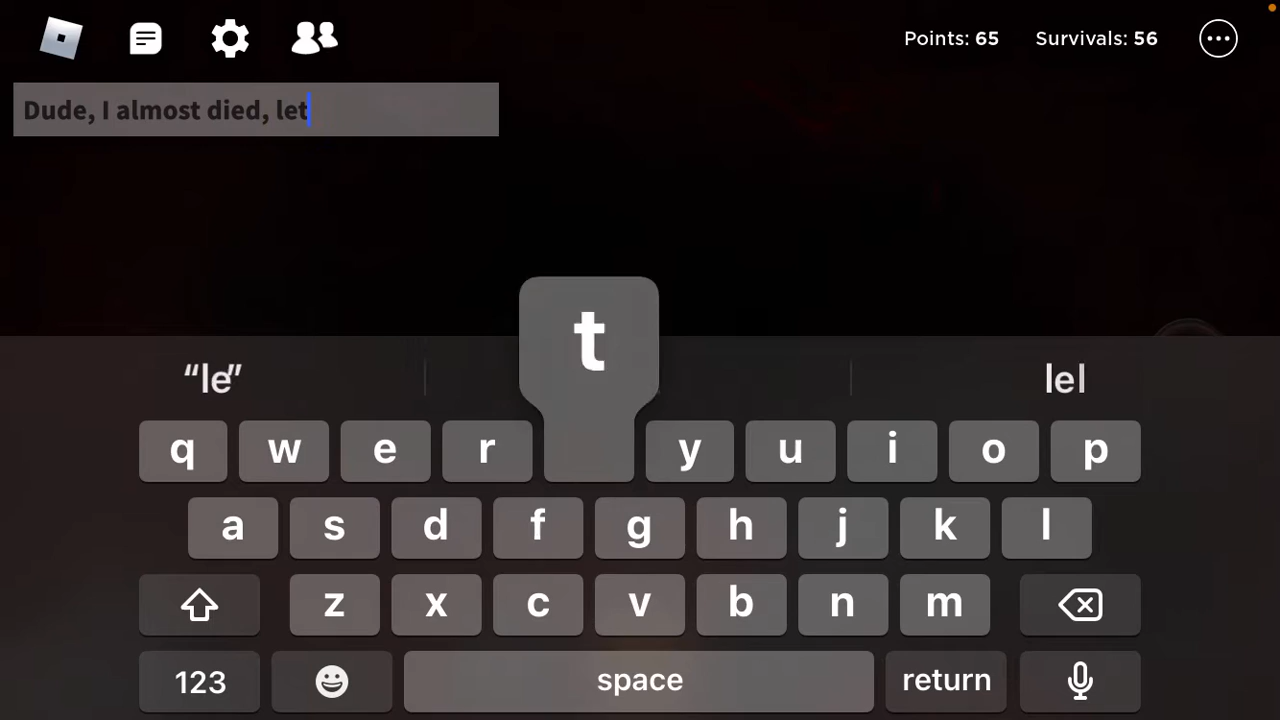 Points: 65 Survivals: 56
Dude, I almost died, let
t
“le” lel
q w e r y u i o p
a s d f g h j k l
z x c v b n m
123 space return